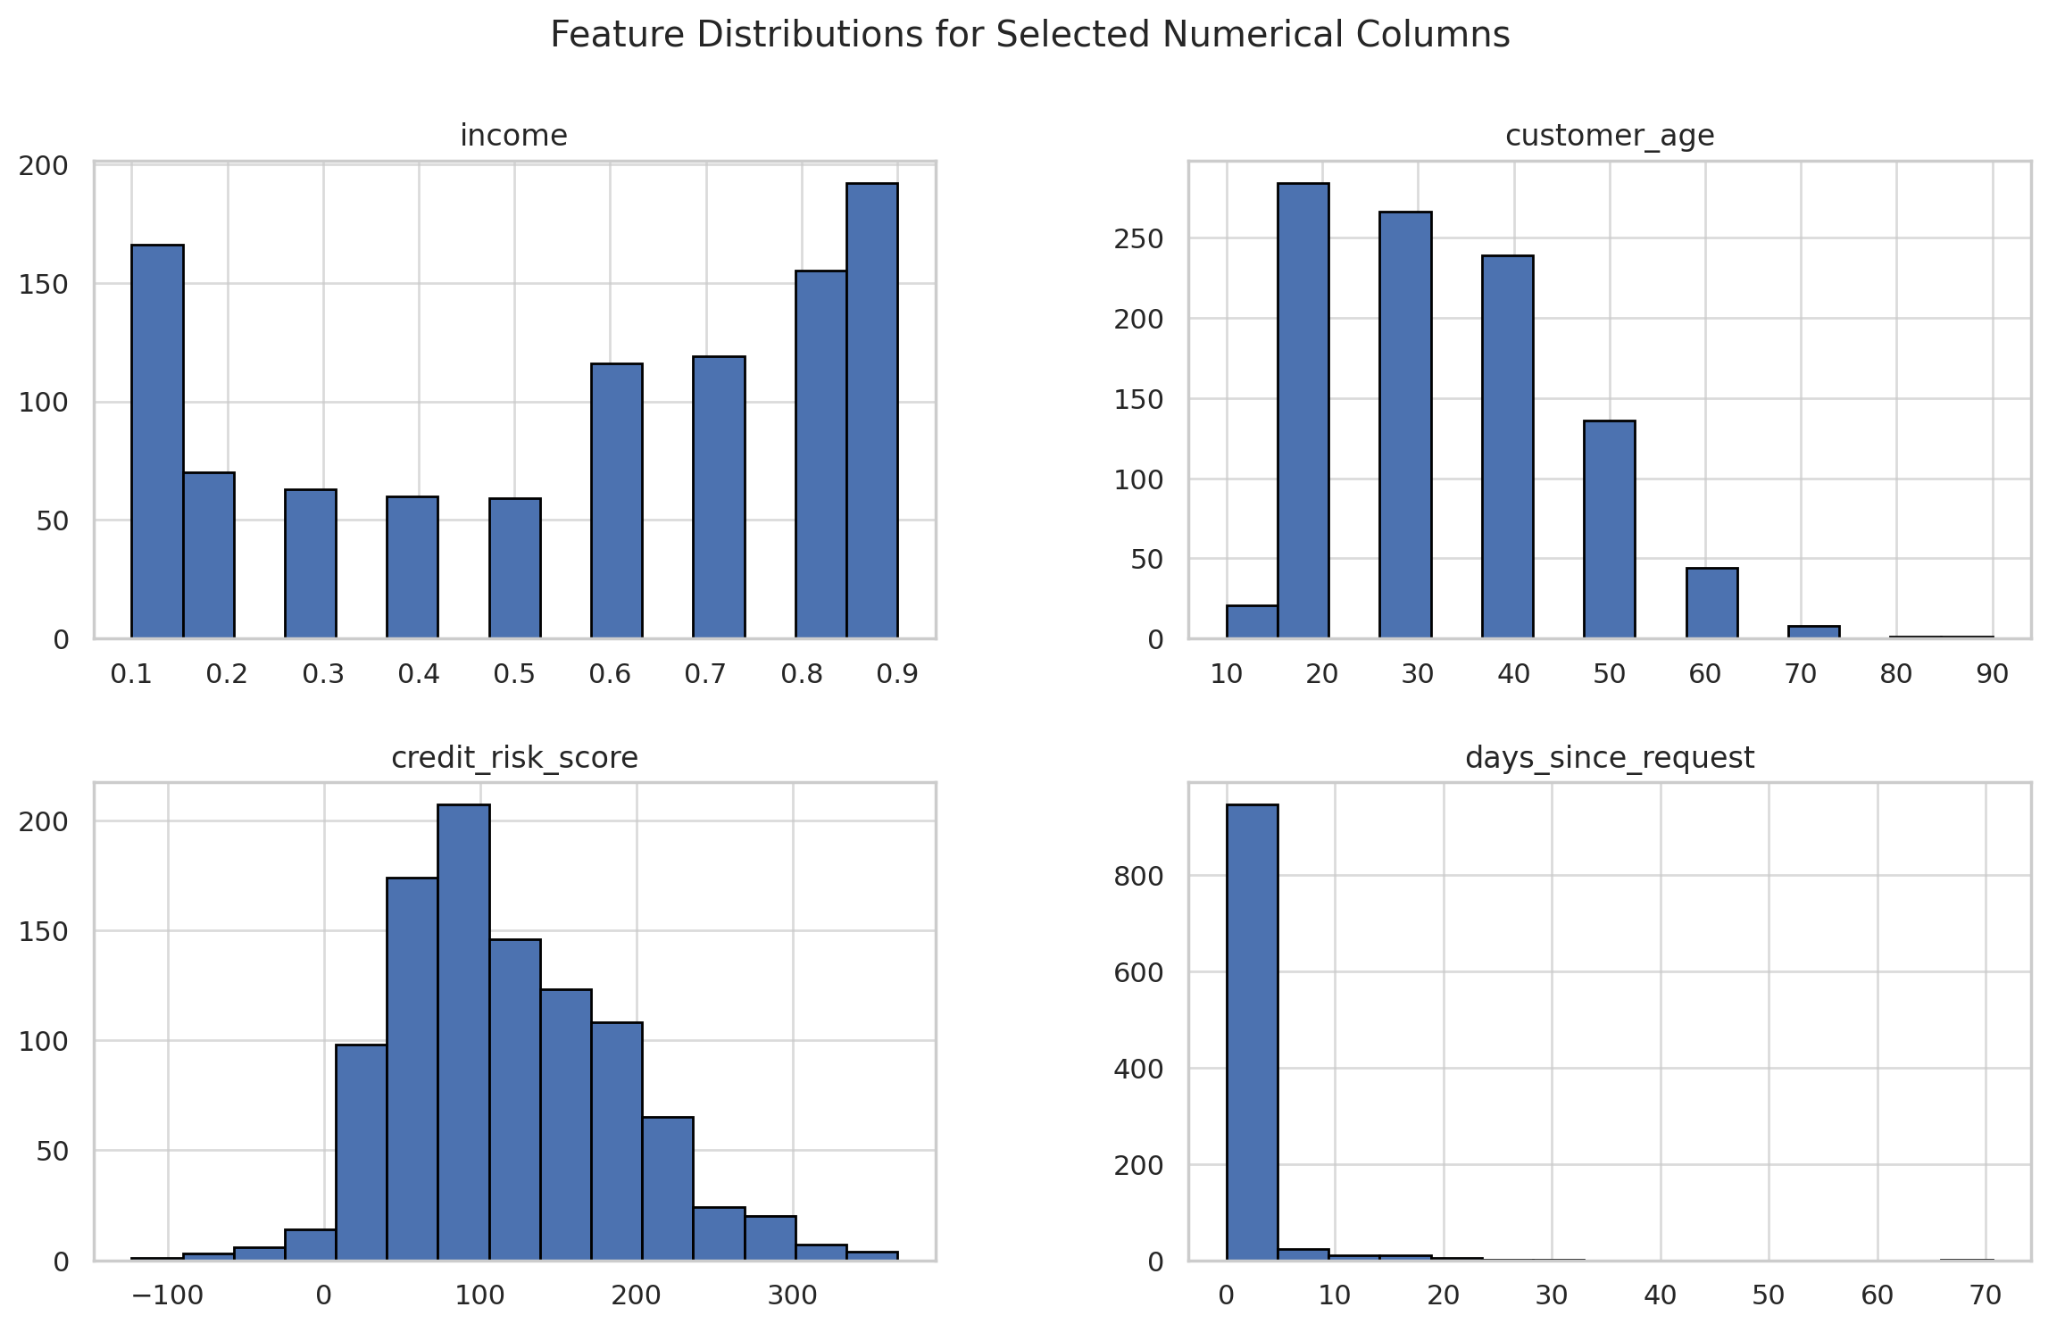 Feature Distributions for Selected Numerical Columns
income
200
150
100
50
0
0.1 0.2 0.3 0.4 0.5 0.6 0.7 0.8 0.9
customer_age
250
200
150
100
50
0
10 20 30 40 50 60 70 80 90
credit_risk_score
200
150
100
50
0
−100 0 100 200 300
days_since_request
800
600
400
200
0
0 10 20 30 40 50 60 70